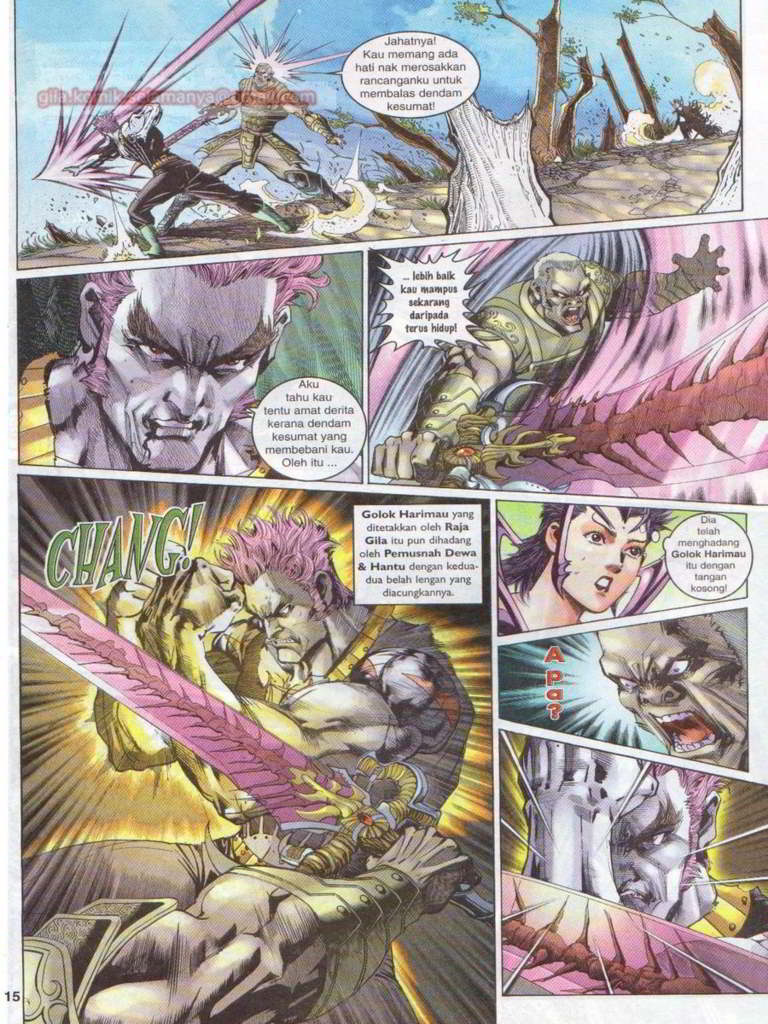 Jahatnya!
Kau memang ada
hati nak merosakkan
rancanganku untuk
membalas dendam
kesumat!
gila.komik.selamanya@gmail.com
Aku
tahu kau
tentu amat derita
kerana dendam
kesumat yang
membebani kau.
Oleh itu ...
... lebih baik
kau mampus
sekarang
daripada
terus hidup!
CHANG!
Golok Harimau yang
ditetakkan oleh Raja
Gila itu pun dihadang
oleh Pemusnah Dewa
& Hantu dengan kedua-
dua belah lengan yang
diacungkannya.
Dia
telah
menghadang
Golok Harimau
itu dengan
tangan
kosong!
Apa?
15